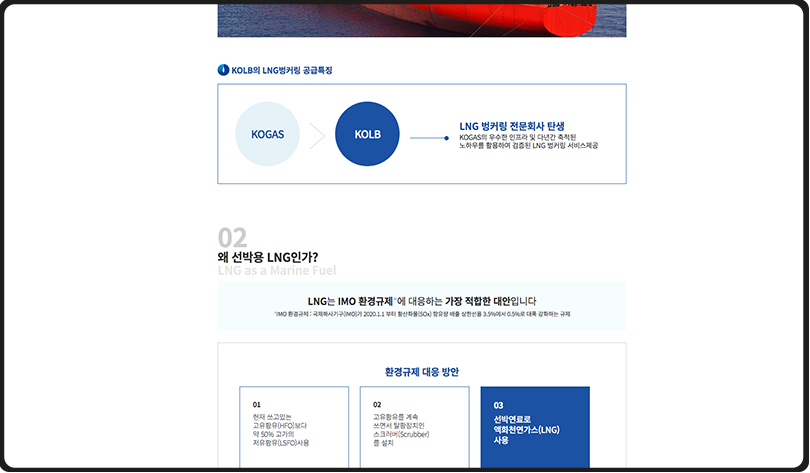 KOLB의 LNG벙커링 공급특징
KOGAS
KOLB
LNG 벙커링 전문회사 탄생
KOGAS의 우수한 인프라 및 다년간 축적된
노하우를 활용하여 검증된 LNG 벙커링 서비스제공
02
왜 선박용 LNG인가?
LNG as a Marine Fuel
LNG는 IMO 환경규제*에 대응하는 가장 적합한 대안입니다
*IMO 환경규제 : 국제해사기구(IMO)가 2020.1.1 부터 황산화물(SOx) 함유량 배출 상한선을 3.5%에서 0.5%로 대폭 강화하는 규제
환경규제 대응 방안
01
현재 쓰고있는
고유황유(HFO)보다
약 50% 고가의
저유황유(LSFO)사용
02
고유황유를 계속
쓰면서 탈황장치인
스크러버(Scrubber)
를 설치
03
선박연료로
액화천연가스(LNG)
사용